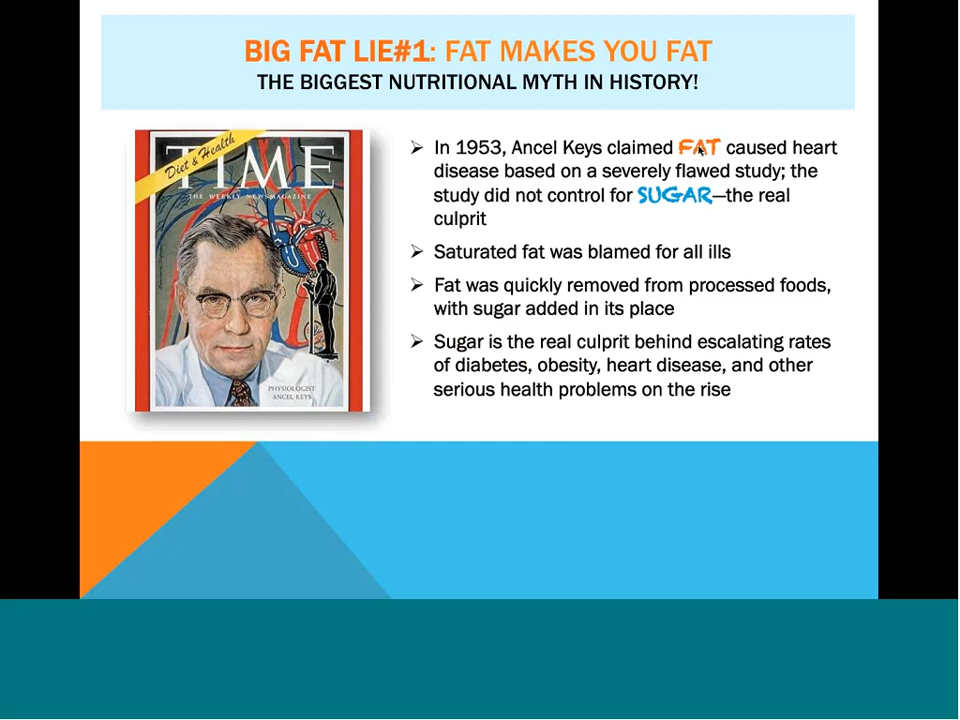 BIG FAT LIE#1: FAT MAKES YOU FAT
THE BIGGEST NUTRITIONAL MYTH IN HISTORY!
Diet & Health
TIME
THE WEEKLY NEWSMAGAZINE
PHYSIOLOGIST
ANCEL KEYS
➢ In 1953, Ancel Keys claimed FAT caused heart
disease based on a severely flawed study; the
study did not control for SUGAR—the real
culprit
➢ Saturated fat was blamed for all ills
➢ Fat was quickly removed from processed foods,
with sugar added in its place
➢ Sugar is the real culprit behind escalating rates
of diabetes, obesity, heart disease, and other
serious health problems on the rise